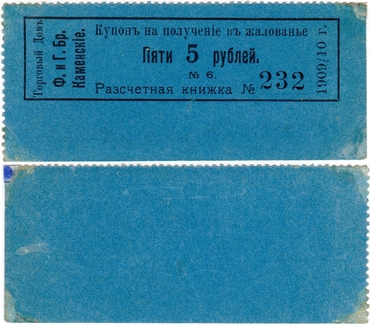 Торговый Домъ
Ф. и Г. Бр.
Каменскіе.
Купонъ на полученіе въ жалованье
Пяти 5 рублей.
№ 6.
Разсчетная книжка № 232
1909/10 г.